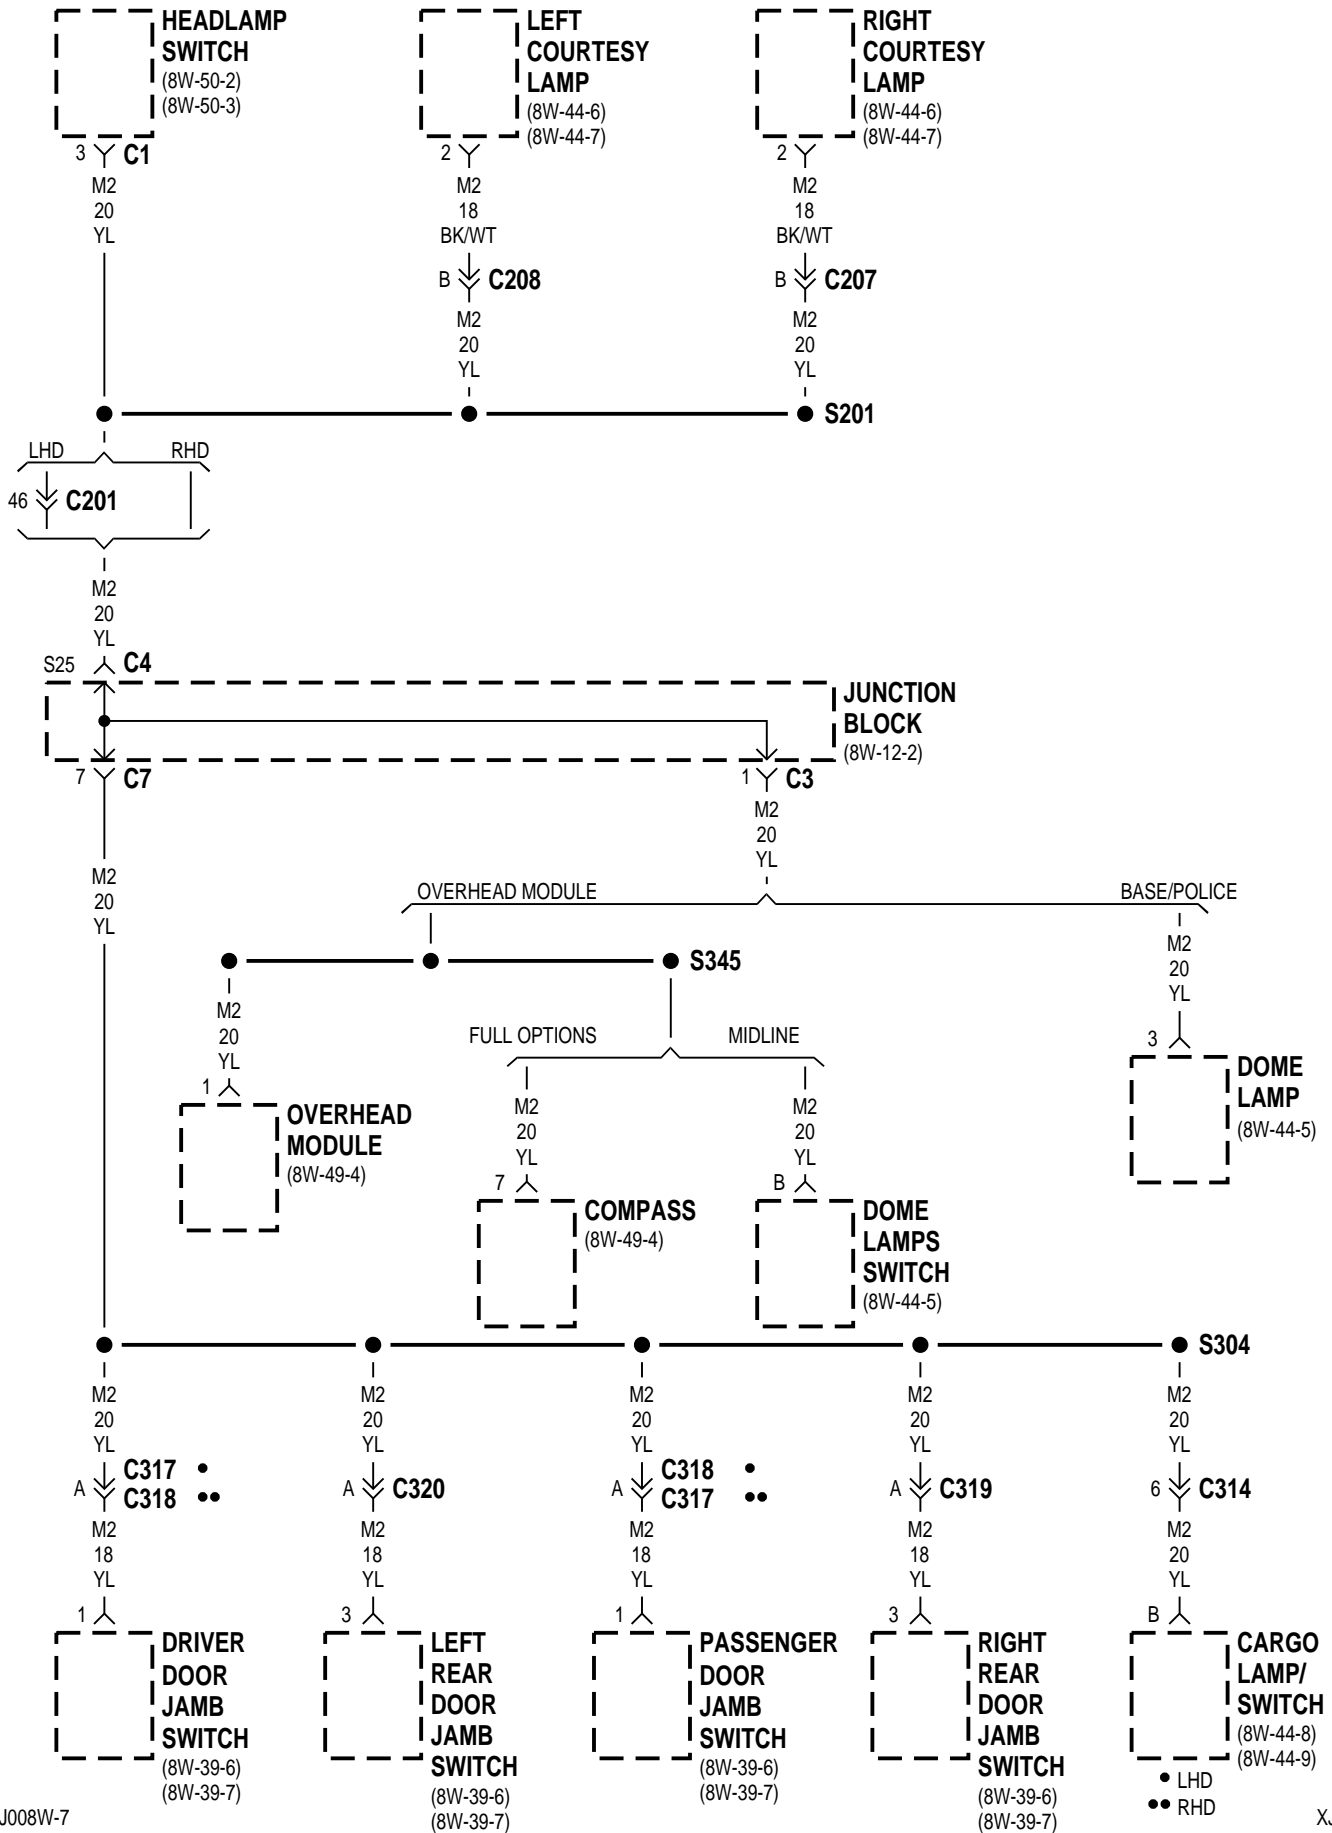 HEADLAMP
SWITCH
(8W-50-2)
(8W-50-3)
LEFT
COURTESY
LAMP
(8W-44-6)
(8W-44-7)
RIGHT
COURTESY
LAMP
(8W-44-6)
(8W-44-7)
3 C1
2
2
M2
20
YL
M2
18
BK/WT
M2
18
BK/WT
B C208
B C207
M2
20
YL
M2
20
YL
S201
LHD RHD
46 C201
M2
20
YL
S25 C4
JUNCTION
BLOCK
(8W-12-2)
7 C7
1 C3
M2
20
YL
M2
20
YL
OVERHEAD MODULE
BASE/POLICE
S345
M2
20
YL
M2
20
YL
FULL OPTIONS MIDLINE
1
3
OVERHEAD
MODULE
(8W-49-4)
DOME
LAMP
(8W-44-5)
M2
20
YL
M2
20
YL
7
B
COMPASS
(8W-49-4)
DOME
LAMPS
SWITCH
(8W-44-5)
S304
M2
20
YL
M2
20
YL
M2
20
YL
M2
20
YL
M2
20
YL
A C317 •
C318 ••
A C320
A C318 •
C317 ••
A C319
6 C314
M2
18
YL
M2
18
YL
M2
18
YL
M2
18
YL
M2
20
YL
1
3
1
3
B
DRIVER
DOOR
JAMB
SWITCH
(8W-39-6)
(8W-39-7)
LEFT
REAR
DOOR
JAMB
SWITCH
(8W-39-6)
(8W-39-7)
PASSENGER
DOOR
JAMB
SWITCH
(8W-39-6)
(8W-39-7)
RIGHT
REAR
DOOR
JAMB
SWITCH
(8W-39-6)
(8W-39-7)
CARGO
LAMP/
SWITCH
(8W-44-8)
(8W-44-9)
• LHD
•• RHD
J008W-7